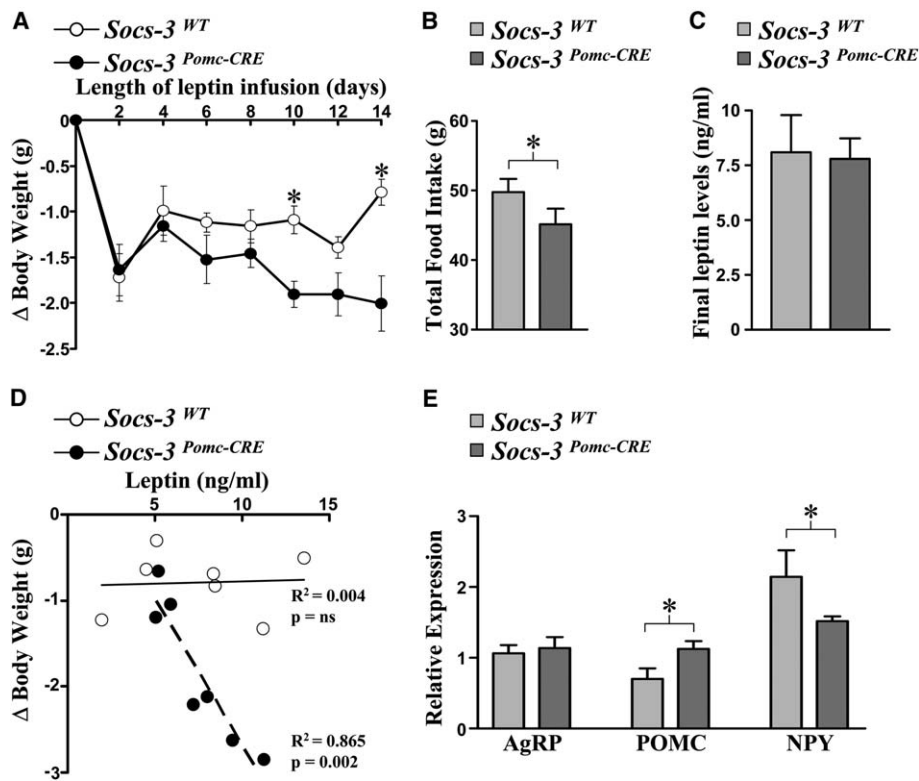 A
Socs-3 WT
Socs-3 Pomc-CRE
Length of leptin infusion (days)
2 4 6 8 10 12 14
0
-0.5
-1.0
-1.5
-2.0
-2.5
Δ Body Weight (g)
* *
B
Socs-3 WT
Socs-3 Pomc-CRE
Total Food Intake (g)
60
50
40
30
*
C
Socs-3 WT
Socs-3 Pomc-CRE
Final leptin levels (ng/ml)
10
7.5
5
2.5
0
D
Socs-3 WT
Socs-3 Pomc-CRE
Leptin (ng/ml)
5 10 15
0
-1
-2
-3
Δ Body Weight (g)
R² = 0.004
p = ns
R² = 0.865
p = 0.002
E
Socs-3 WT
Socs-3 Pomc-CRE
Relative Expression
3
2
1
0
*
*
AgRP POMC NPY